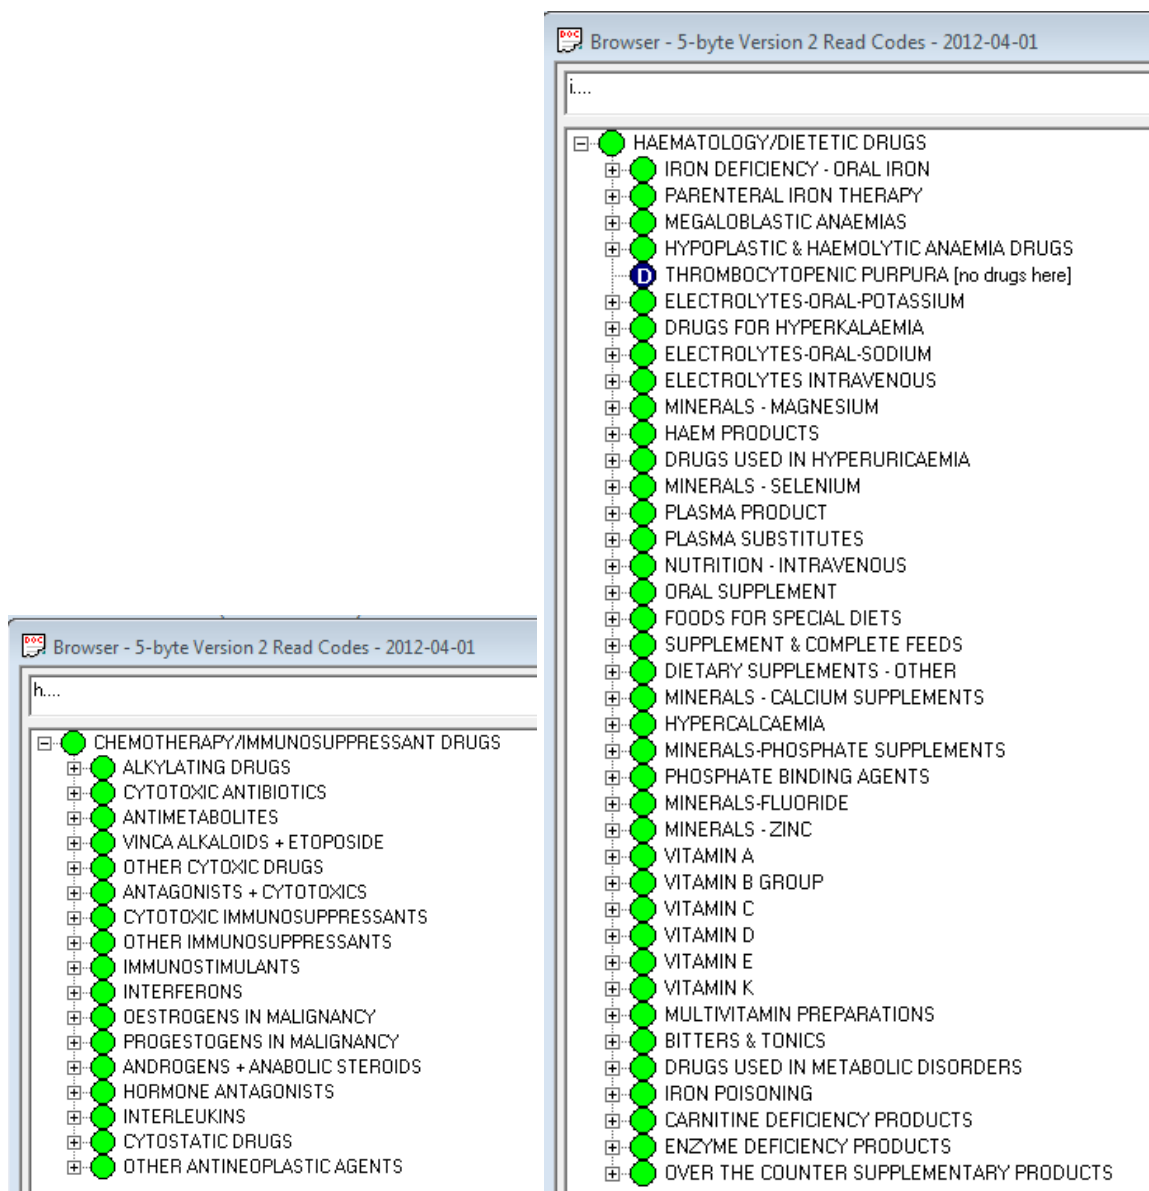 Browser - 5-byte Version 2 Read Codes - 2012-04-01
h....
CHEMOTHERAPY/IMMUNOSUPPRESSANT DRUGS
ALKYLATING DRUGS
CYTOTOXIC ANTIBIOTICS
ANTIMETABOLITES
VINCA ALKALOIDS + ETOPOSIDE
OTHER CYTOXIC DRUGS
ANTAGONISTS + CYTOTOXICS
CYTOTOXIC IMMUNOSUPPRESSANTS
OTHER IMMUNOSUPPRESSANTS
IMMUNOSTIMULANTS
INTERFERONS
OESTROGENS IN MALIGNANCY
PROGESTOGENS IN MALIGNANCY
ANDROGENS + ANABOLIC STEROIDS
HORMONE ANTAGONISTS
INTERLEUKINS
CYTOSTATIC DRUGS
OTHER ANTINEOPLASTIC AGENTS
Browser - 5-byte Version 2 Read Codes - 2012-04-01
i....
HAEMATOLOGY/DIETETIC DRUGS
IRON DEFICIENCY - ORAL IRON
PARENTERAL IRON THERAPY
MEGALOBLASTIC ANAEMIAS
HYPOPLASTIC & HAEMOLYTIC ANAEMIA DRUGS
D THROMBOCYTOPENIC PURPURA [no drugs here]
ELECTROLYTES-ORAL-POTASSIUM
DRUGS FOR HYPERKALAEMIA
ELECTROLYTES-ORAL-SODIUM
ELECTROLYTES INTRAVENOUS
MINERALS - MAGNESIUM
HAEM PRODUCTS
DRUGS USED IN HYPERURICAEMIA
MINERALS - SELENIUM
PLASMA PRODUCT
PLASMA SUBSTITUTES
NUTRITION - INTRAVENOUS
ORAL SUPPLEMENT
FOODS FOR SPECIAL DIETS
SUPPLEMENT & COMPLETE FEEDS
DIETARY SUPPLEMENTS - OTHER
MINERALS - CALCIUM SUPPLEMENTS
HYPERCALCAEMIA
MINERALS-PHOSPHATE SUPPLEMENTS
PHOSPHATE BINDING AGENTS
MINERALS-FLUORIDE
MINERALS - ZINC
VITAMIN A
VITAMIN B GROUP
VITAMIN C
VITAMIN D
VITAMIN E
VITAMIN K
MULTIVITAMIN PREPARATIONS
BITTERS & TONICS
DRUGS USED IN METABOLIC DISORDERS
IRON POISONING
CARNITINE DEFICIENCY PRODUCTS
ENZYME DEFICIENCY PRODUCTS
OVER THE COUNTER SUPPLEMENTARY PRODUCTS